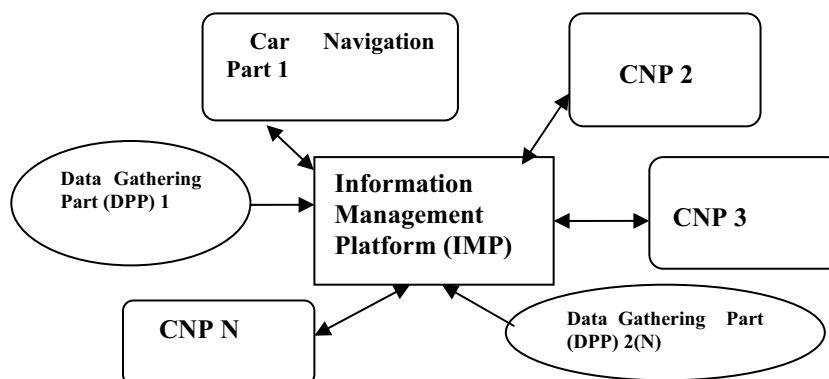 Car Navigation
Part 1
CNP 2
Data Gathering
Part (DPP) 1
Information
Management
Platform (IMP)
CNP 3
CNP N
Data Gathering Part
(DPP) 2(N)